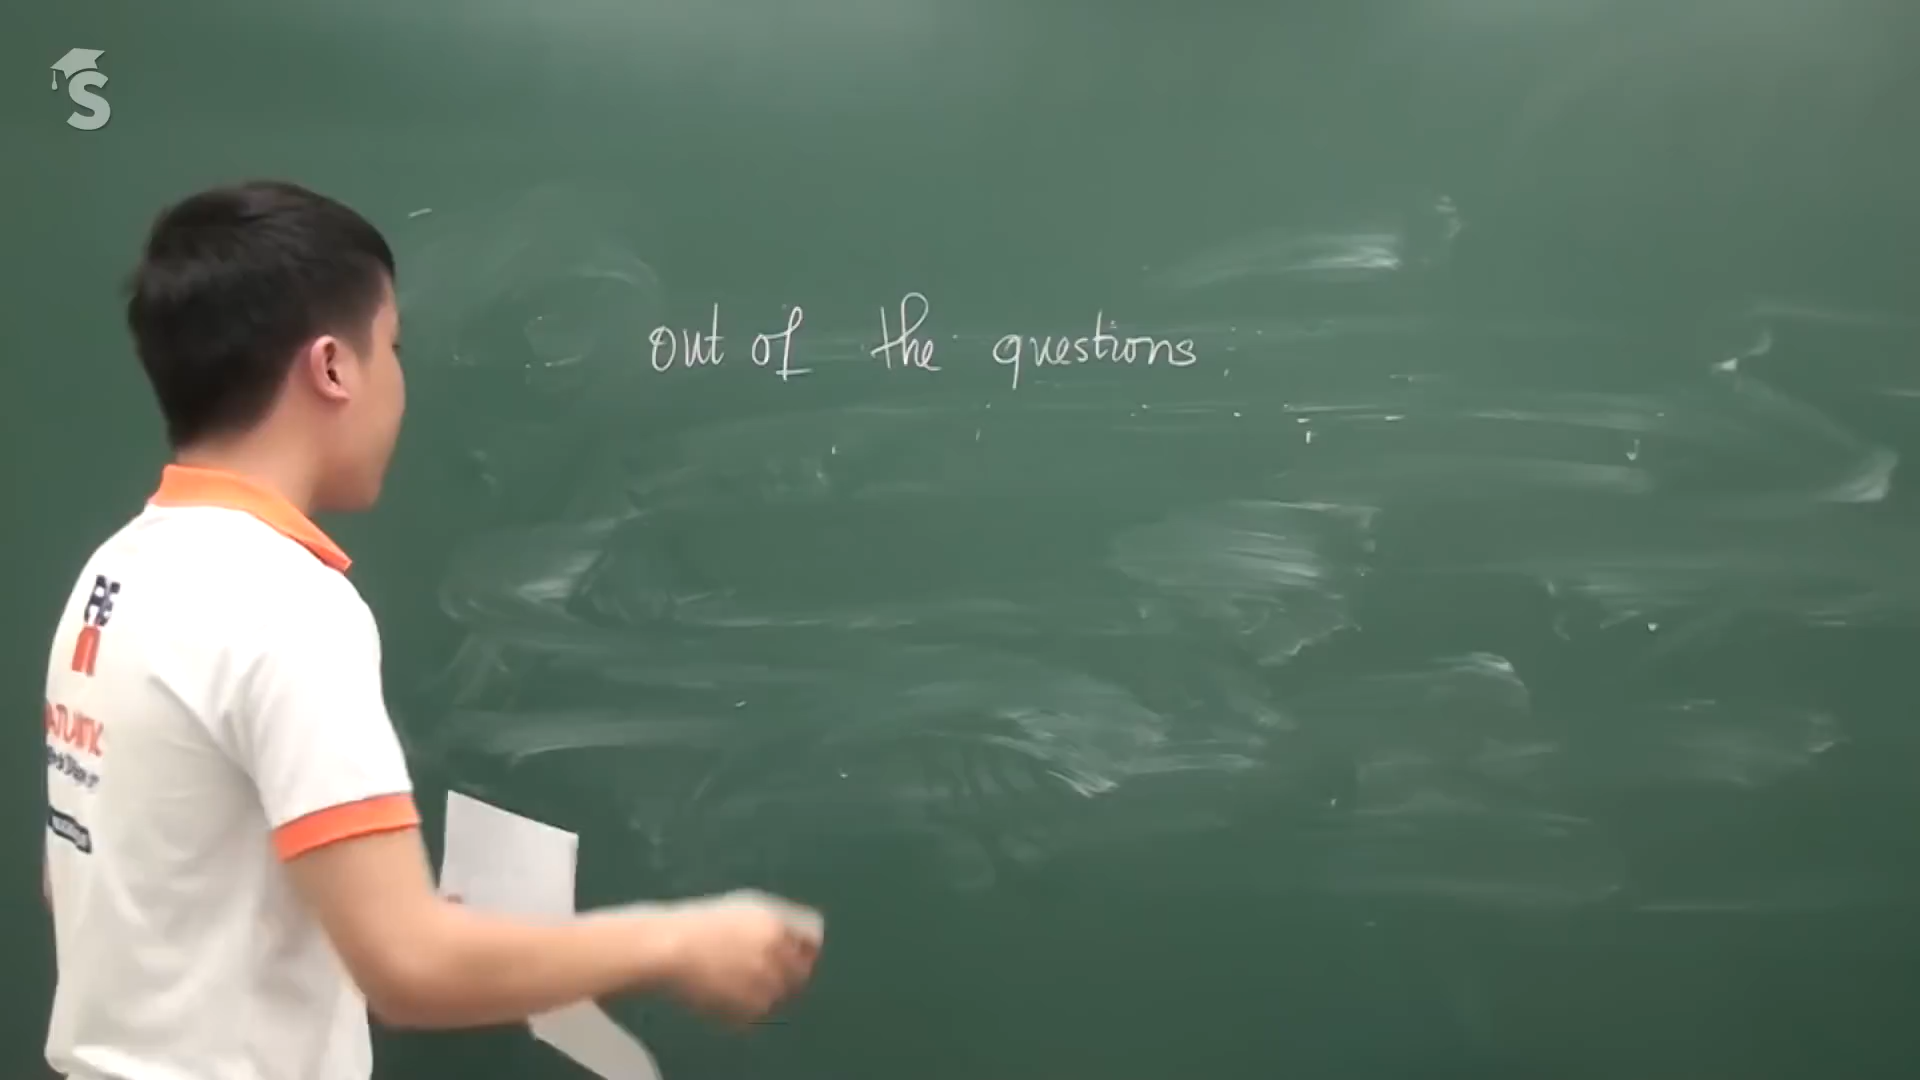 S
out of the questions